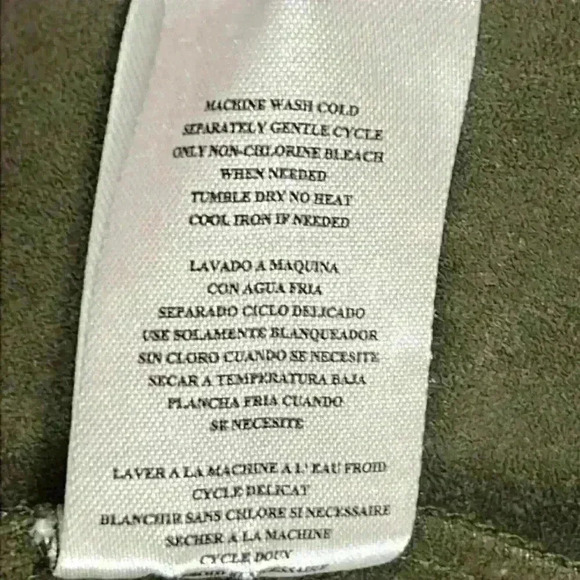 MACHINE WASH COLD
SEPARATELY GENTLE CYCLE
ONLY NON-CHLORINE BLEACH
WHEN NEEDED
TUMBLE DRY NO HEAT
COOL IRON IF NEEDED
LAVADO A MAQUINA
CON AGUA FRIA
SEPARADO CICLO DELICADO
USE SOLAMENTE BLANQUEADOR
SIN CLORO CUANDO SE NECESITE
SECAR A TEMPERATURA BAJA
PLANCHA FRIA CUANDO
SE NECESITE
LAVER A LA MACHINE A L' EAU FROID
CYCLE DELICAT
BLANCHIR SANS CHLORE SI NECESSAIRE
SECHER A LA MACHINE
CYCLE DOUX